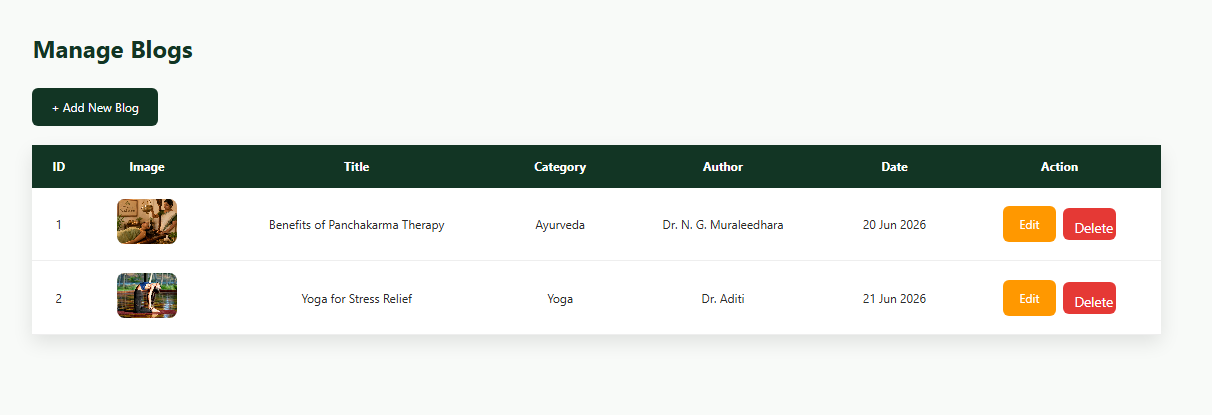 Manage Blogs
+ Add New Blog
ID Image Title Category Author Date Action
1 Benefits of Panchakarma Therapy Ayurveda Dr. N. G. Muraleedhara 20 Jun 2026 Edit Delete
2 Yoga for Stress Relief Yoga Dr. Aditi 21 Jun 2026 Edit Delete